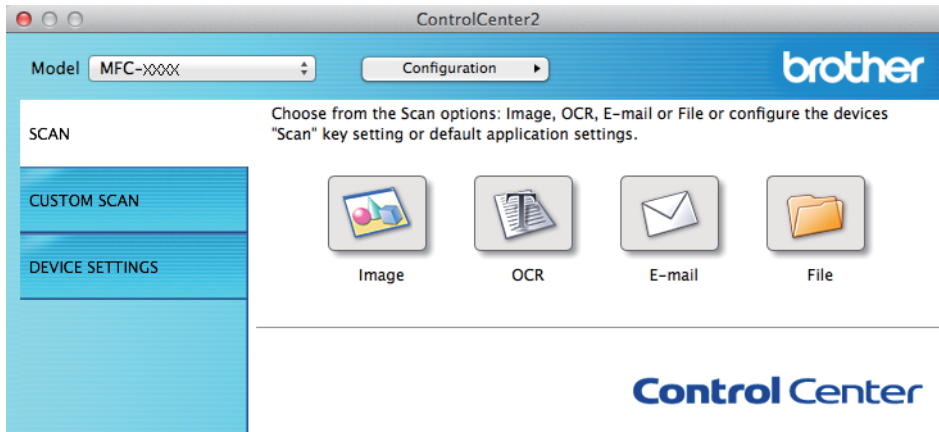 ControlCenter2
Model MFC-XXXX Configuration brother
Choose from the Scan options: Image, OCR, E-mail or File or configure the devices
"Scan" key setting or default application settings.
SCAN
CUSTOM SCAN
DEVICE SETTINGS
Image OCR E-mail File
Control Center